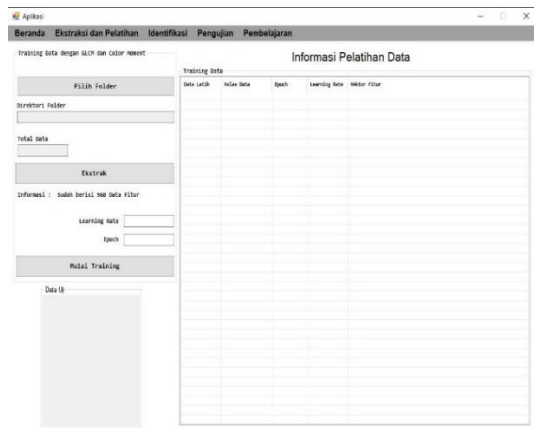 Aplikasi
Beranda Ekstraksi dan Pelatihan Identifikasi Pengujian Pembelajaran
Training Data dengan GLCM dan Color Moment
Pilih Folder
Direktori Folder
Total Data
Ekstrak
Informasi : Sudah berisi 960 Data Fitur
Learning Rate
Epoch
Mulai Training
Data Uji
Informasi Pelatihan Data
Training Data
Data Latih Kelas Data Epoch Learning Rate Vektor Fitur